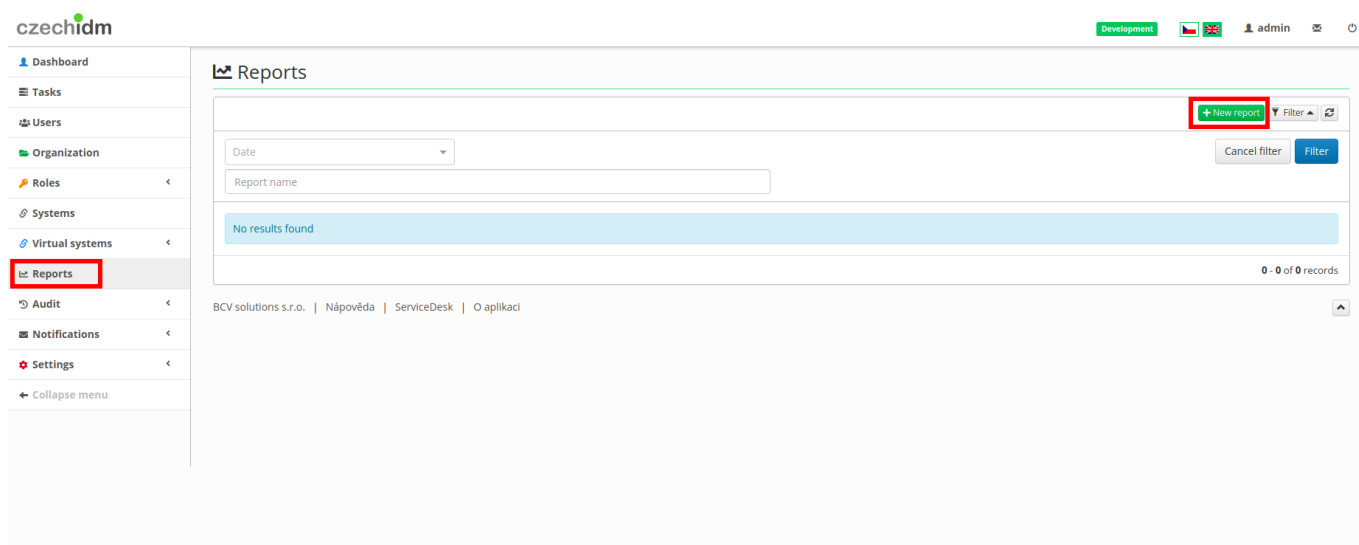 czechidm
Development
admin
Dashboard
Tasks
Users
Organization
Roles
Systems
Virtual systems
Reports
Audit
Notifications
Settings
Collapse menu
Reports
New report Filter
Date
Cancel filter Filter
Report name
No results found
0 - 0 of 0 records
BCV solutions s.r.o. | Nápověda | ServiceDesk | O aplikaci